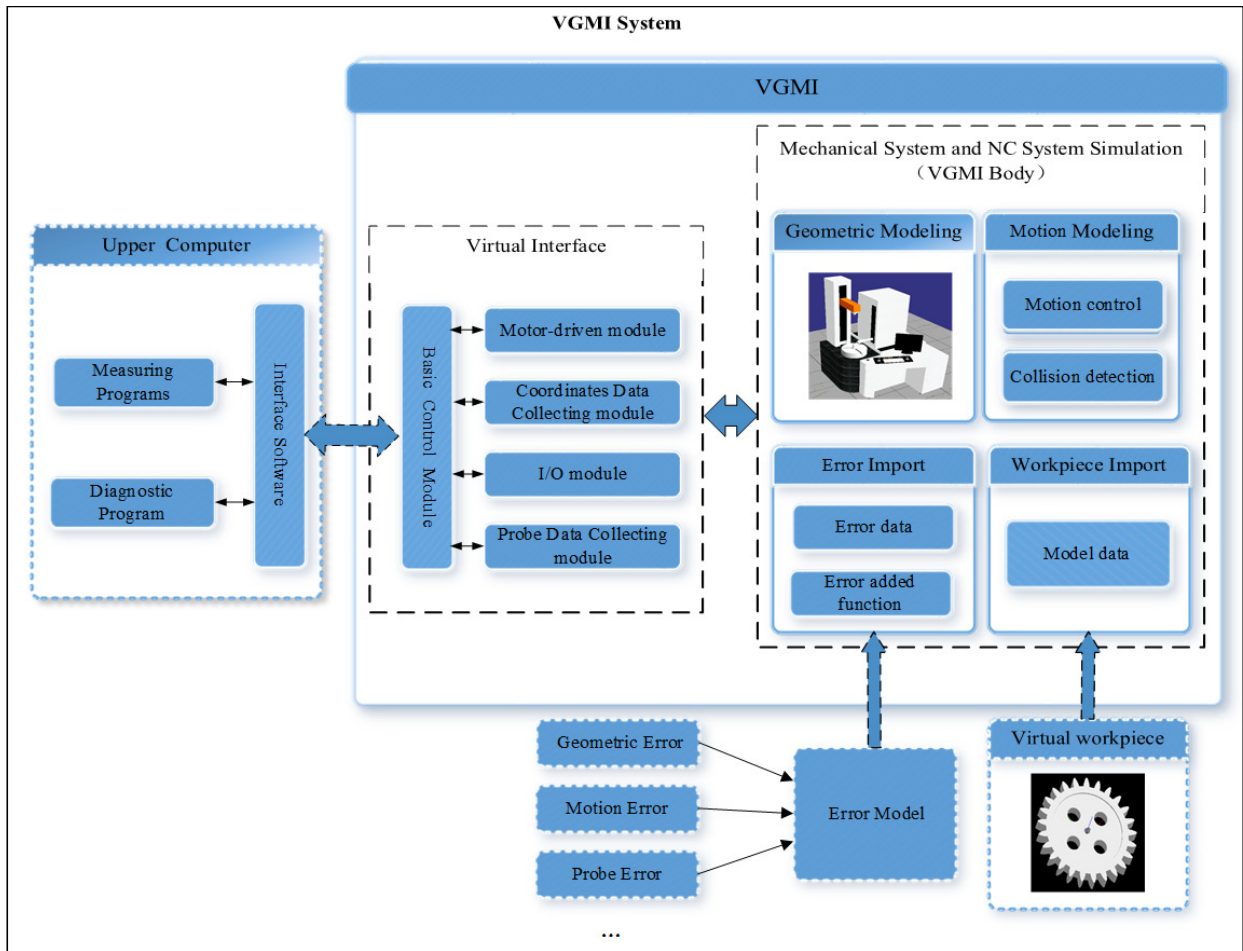 VGMI System
VGMI
Mechanical System and NC System Simulation
（VGMI Body）
Upper Computer
Measuring
Programs
Diagnostic
Program
Interface Software
Virtual Interface
Basic Control Module
Motor-driven module
Coordinates Data
Collecting module
I/O module
Probe Data Collecting
module
Geometric Modeling
Motion Modeling
Motion control
Collision detection
Error Import
Error data
Error added
function
Workpiece Import
Model data
Geometric Error
Motion Error
Probe Error
...
Error Model
Virtual workpiece